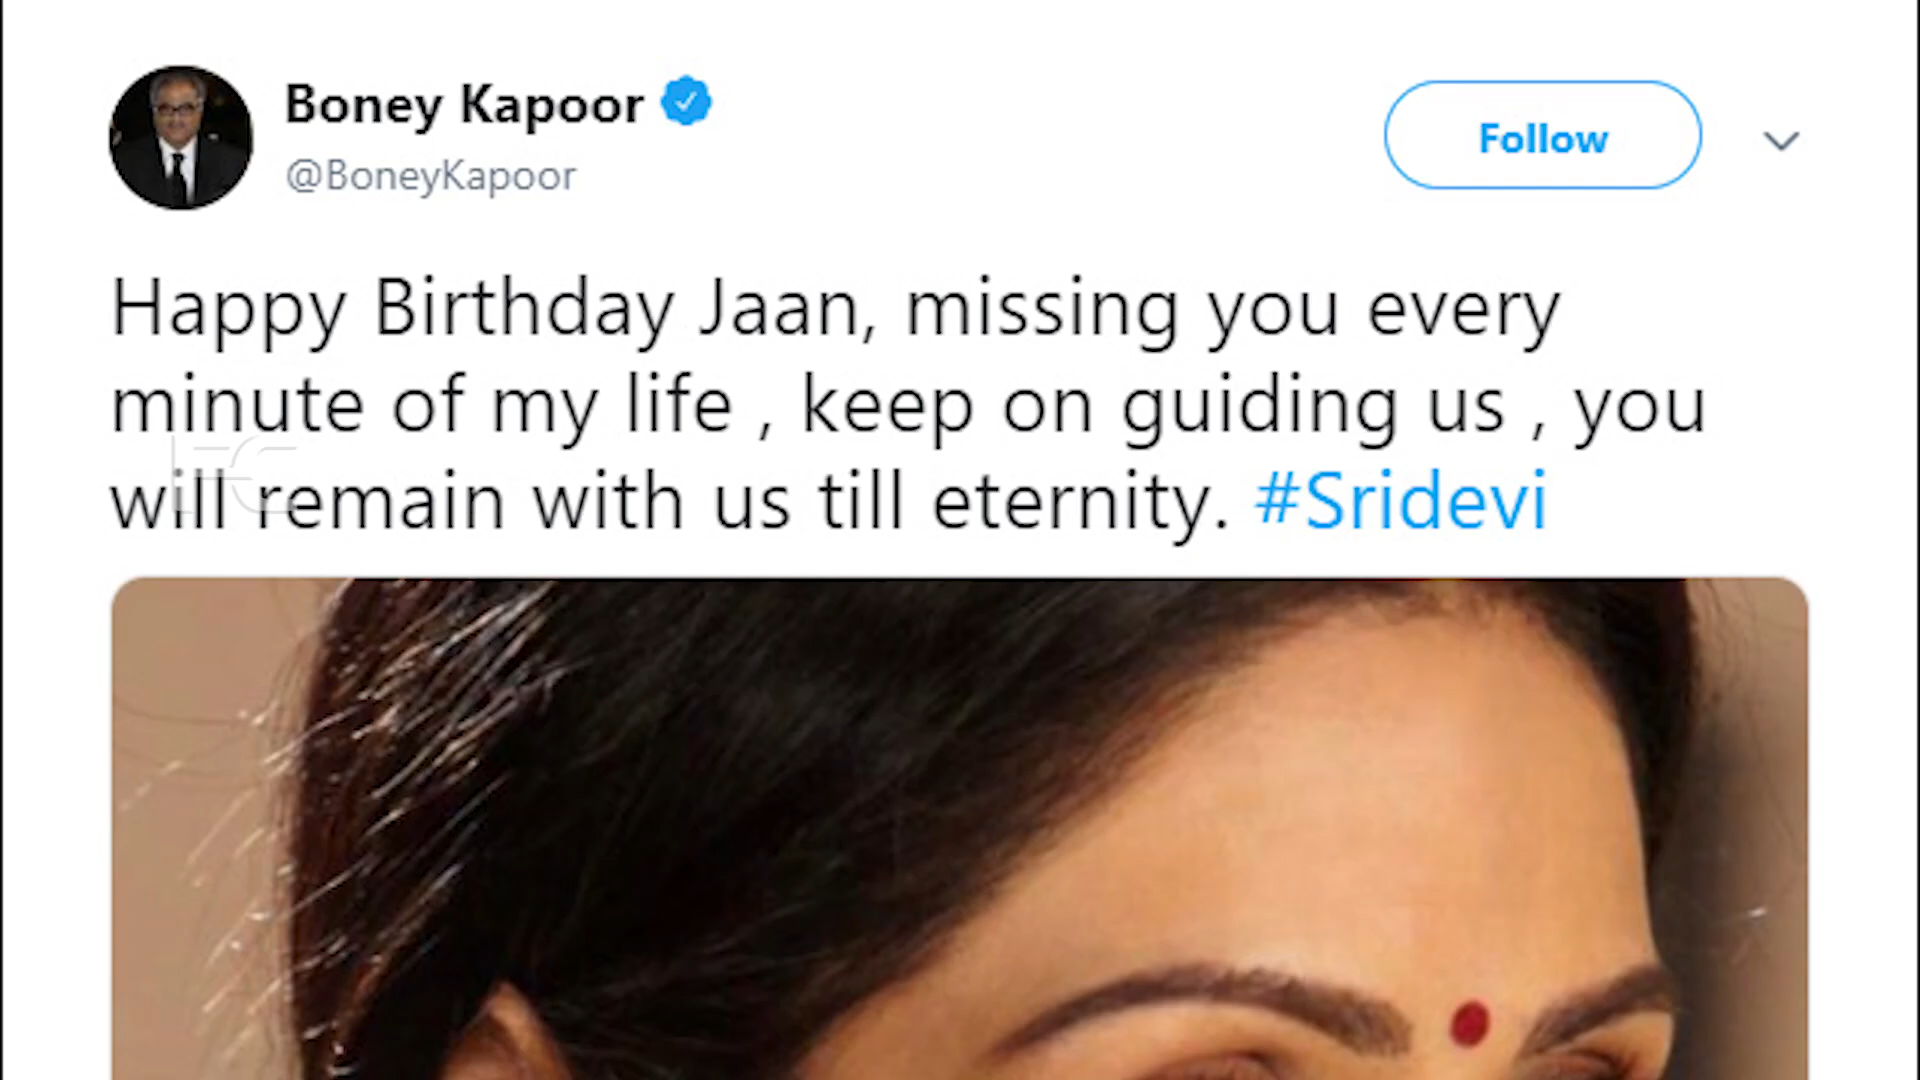 Boney Kapoor
@BoneyKapoor
Follow
Happy Birthday Jaan, missing you every
minute of my life , keep on guiding us , you
will remain with us till eternity. #Sridevi